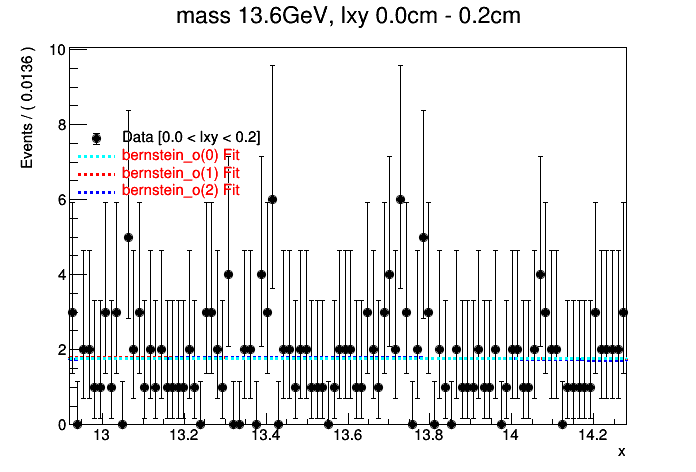 mass 13.6GeV, lxy 0.0cm - 0.2cm
Events / ( 0.0136 )
10
8
6
4
2
0
Data [0.0 < lxy < 0.2]
bernstein_o(0) Fit
bernstein_o(1) Fit
bernstein_o(2) Fit
13 13.2 13.4 13.6 13.8 14 14.2
x